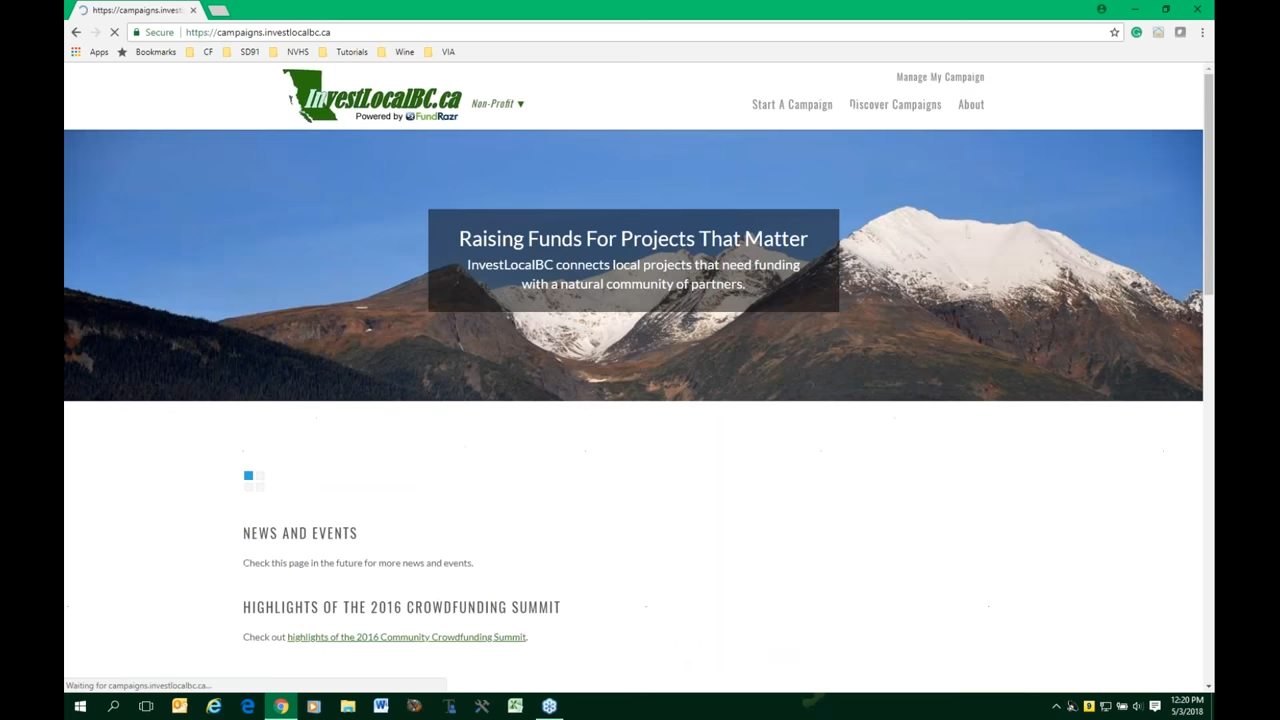 https://campaigns.invest
Secure https://campaigns.investlocalbc.ca
Apps Bookmarks CF SD91 NVHS Tutorials Wine VIA
Manage My Campaign
InvestLocalBC.ca
Powered by FundRazr
Non-Profit ▼
Start A Campaign Discover Campaigns About
Raising Funds For Projects That Matter
InvestLocalBC connects local projects that need funding
with a natural community of partners.
NEWS AND EVENTS
Check this page in the future for more news and events.
HIGHLIGHTS OF THE 2016 CROWDFUNDING SUMMIT
Check out highlights of the 2016 Community Crowdfunding Summit.
Waiting for campaigns.investlocalbc.ca...
12:20 PM
5/3/2018